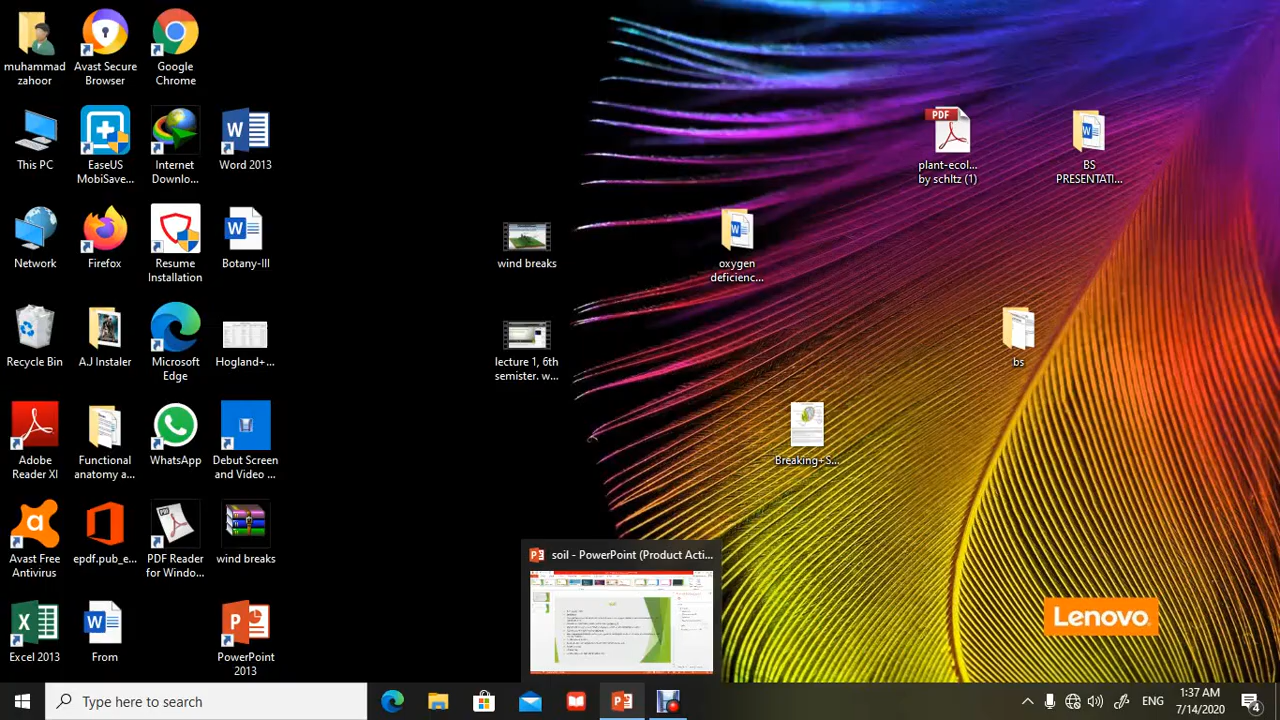 muhammad
zahoor
Avast Secure
Browser
Google
Chrome
This PC
EaseUS
MobiSave...
Internet
Downlo...
Word 2013
PDF
plant-ecol...
by schltz (1)
BS
PRESENTATI...
Network
Firefox
Resume
Installation
Botany-III
wind breaks
oxygen
deficienc...
Recycle Bin
A.J Instaler
Microsoft
Edge
Hogland+...
lecture 1, 6th
semister. w...
bs
Adobe
Reader XI
Functional
anatomy a...
WhatsApp
Debut Screen
and Video ...
Breaking+S...
Avast Free
Antivirus
epdf.pub_e...
PDF Reader
for Windo...
wind breaks
soil - PowerPoint (Product Acti...
Excel 2013
From
PowerPoint
2013
Lenovo
Type here to search
ENG
1:37 AM
7/14/2020
4